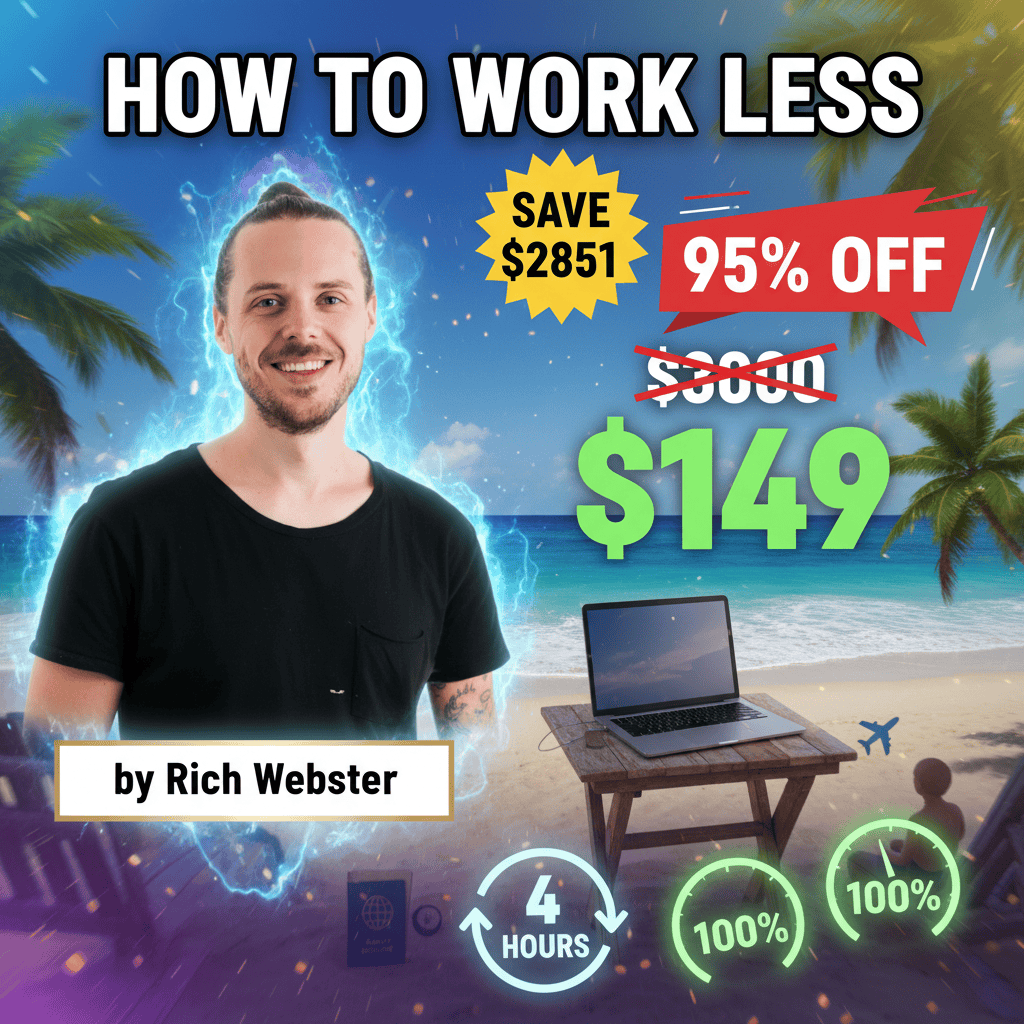 HOW TO WORK LESS
SAVE
$2851
95% OFF
$3000
$149
by Rich Webster
4
HOURS
100%
100%